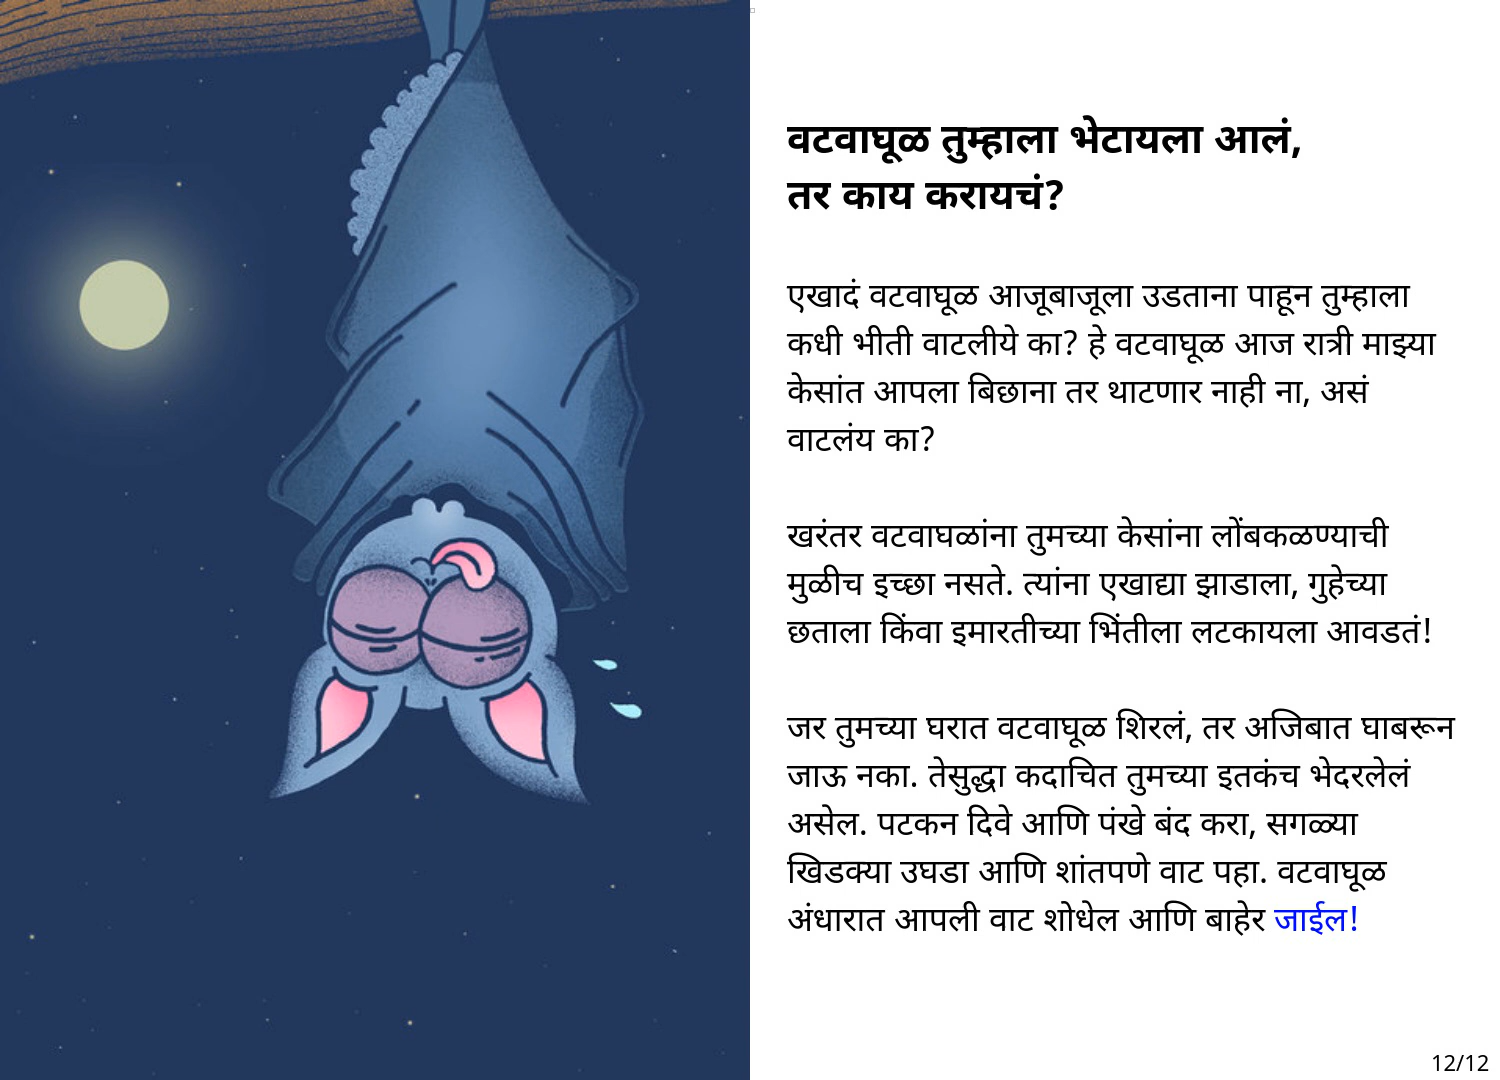 वटवाघूळ तुम्हाला भेटायला आलं,
तर काय करायचं?
एखादं वटवाघूळ आजूबाजूला उडताना पाहून तुम्हाला
कधी भीती वाटलीये का? हे वटवाघूळ आज रात्री माझ्या
केसांत आपला बिछाना तर थाटणार नाही ना, असं
वाटलंय का?
खरंतर वटवाघळांना तुमच्या केसांना लोंबकळण्याची
मुळीच इच्छा नसते. त्यांना एखाद्या झाडाला, गुहेच्या
छताला किंवा इमारतीच्या भिंतीला लटकायला आवडतं!
जर तुमच्या घरात वटवाघूळ शिरलं, तर अजिबात घाबरून
जाऊ नका. तेसुद्धा कदाचित तुमच्या इतकंच भेदरलेलं
असेल. पटकन दिवे आणि पंखे बंद करा, सगळ्या
खिडक्या उघडा आणि शांतपणे वाट पहा. वटवाघूळ
अंधारात आपली वाट शोधेल आणि बाहेर जाईल!
12/12